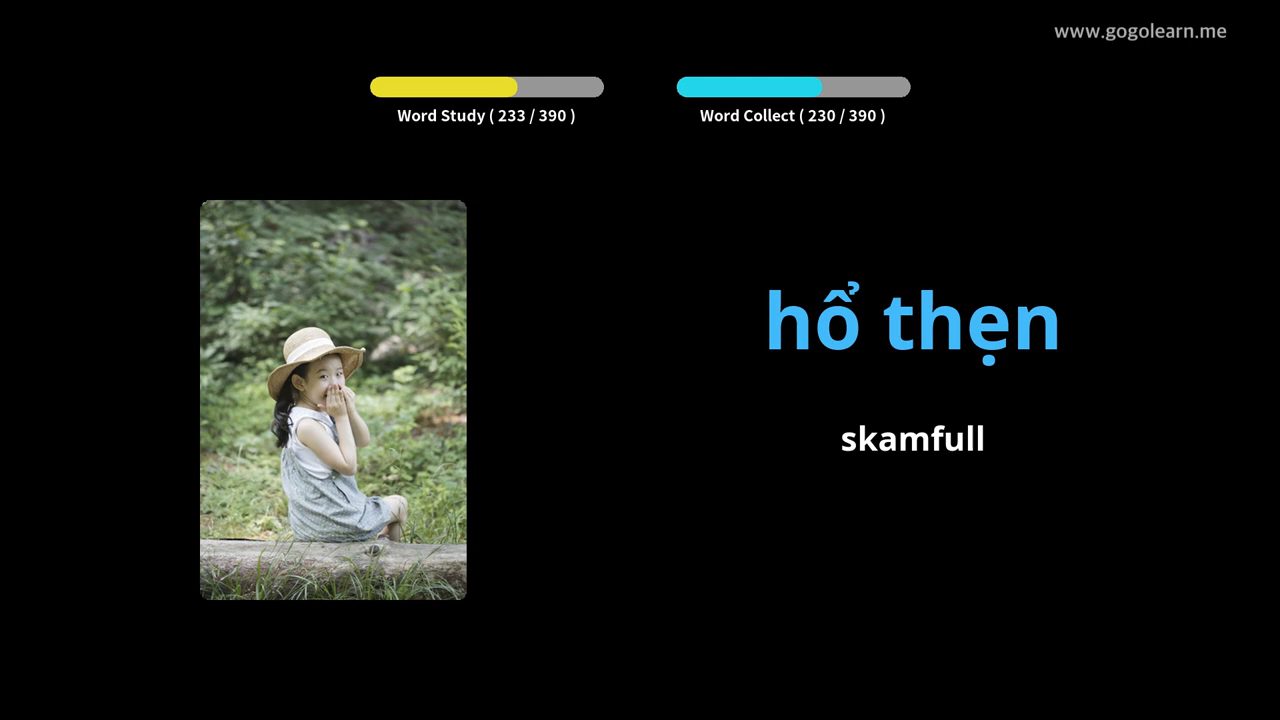 www.gogolearn.me
Word Study ( 233 / 390 )
Word Collect ( 230 / 390 )
hổ thẹn
skamfull